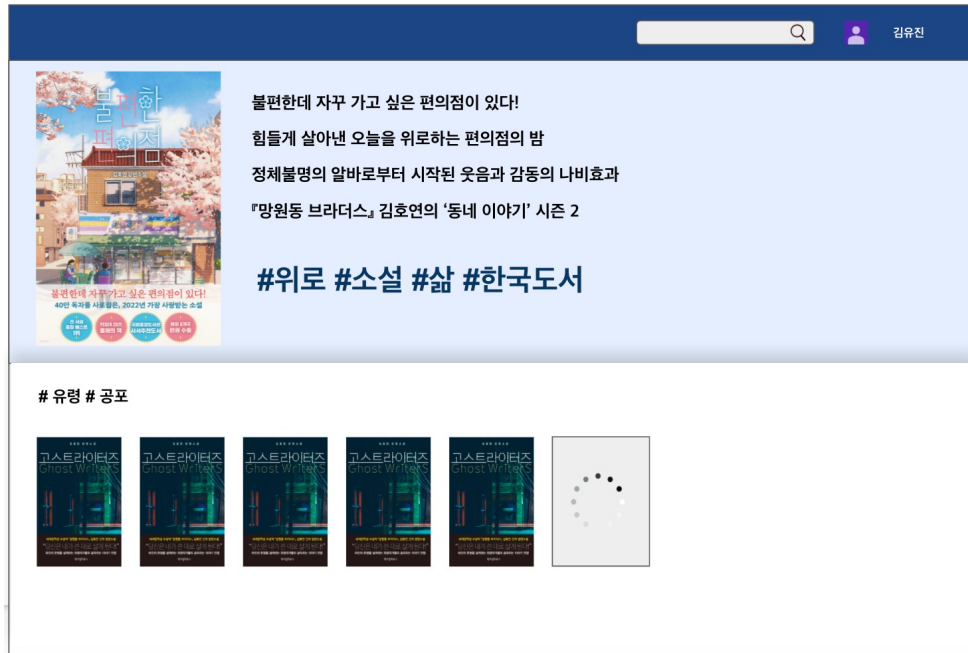 김유진
불편한
편의점
불편한데 자꾸 가고 싶은 편의점이 있다!
40만 독자를 사로잡은, 2022년 가장 사랑받는 소설
불편한데 자꾸 가고 싶은 편의점이 있다!
힘들게 살아낸 오늘을 위로하는 편의점의 밤
정체불명의 알바로부터 시작된 웃음과 감동의 나비효과
『망원동 브라더스』 김호연의 ‘동네 이야기’ 시즌 2
#위로 #소설 #삶 #한국도서
# 유령 # 공포
고스트라이터즈
Ghost Writers
고스트라이터즈
Ghost Writers
고스트라이터즈
Ghost Writers
고스트라이터즈
Ghost Writers
고스트라이터즈
Ghost Writers